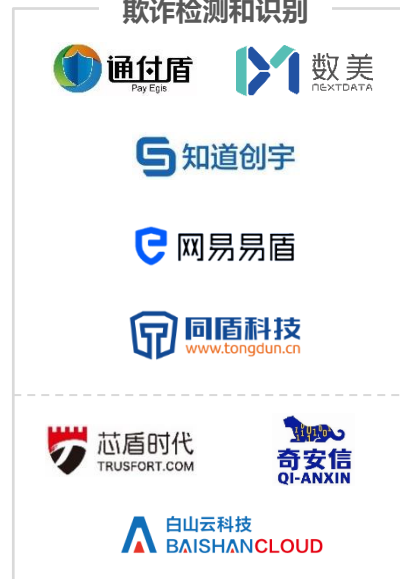 欺诈检测和识别
通付盾
Pay Egis
数美
NEXTDATA
知道创宇
网易易盾
同盾科技
www.tongdun.cn
芯盾时代
TRUSFORT.COM
奇安信
QI-ANXIN
白山云科技
BAISHANCLOUD